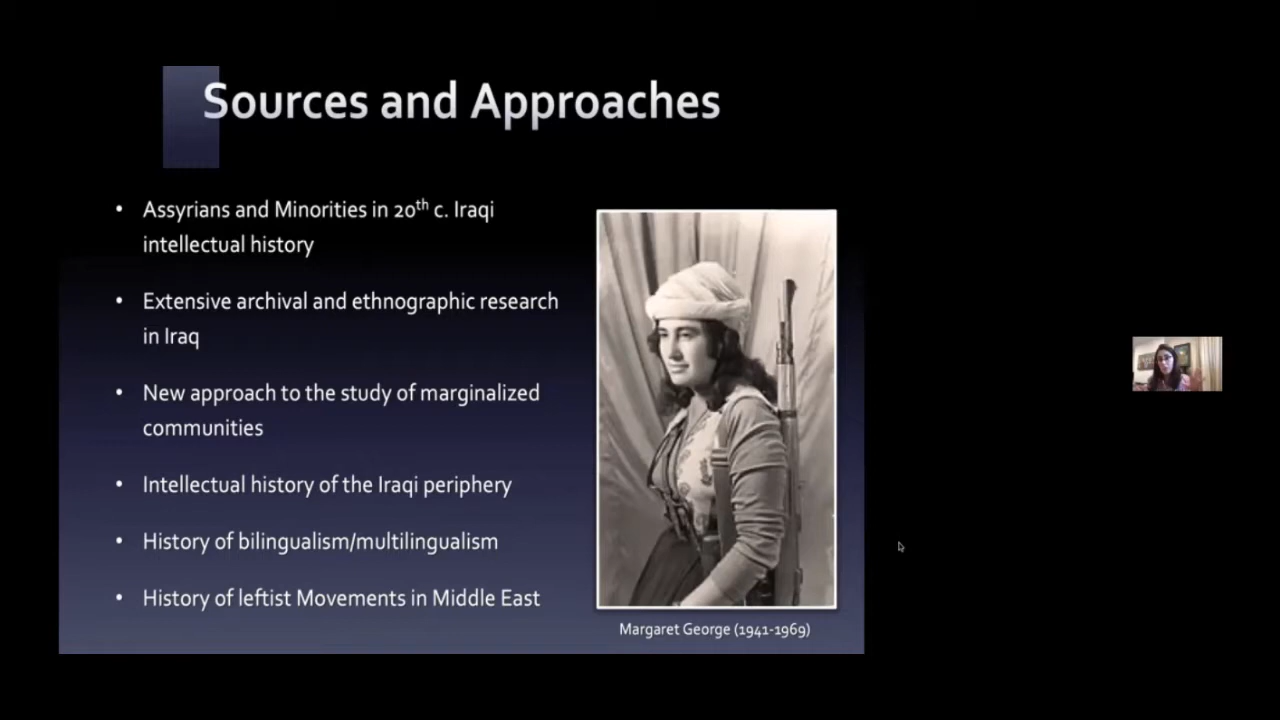 Sources and Approaches
• Assyrians and Minorities in 20th c. Iraqi
intellectual history
• Extensive archival and ethnographic research
in Iraq
• New approach to the study of marginalized
communities
• Intellectual history of the Iraqi periphery
• History of bilingualism/multilingualism
• History of leftist Movements in Middle East
Margaret George (1941-1969)